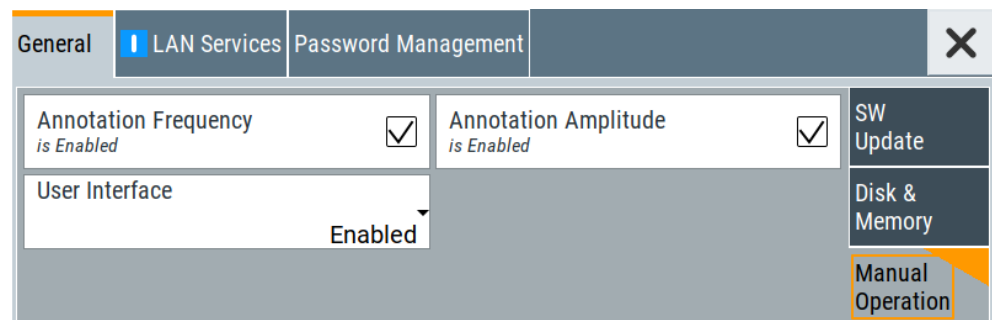 General
LAN Services
Password Management
Annotation Frequency
is Enabled
Annotation Amplitude
is Enabled
User Interface
Enabled
SW
Update
Disk &
Memory
Manual
Operation